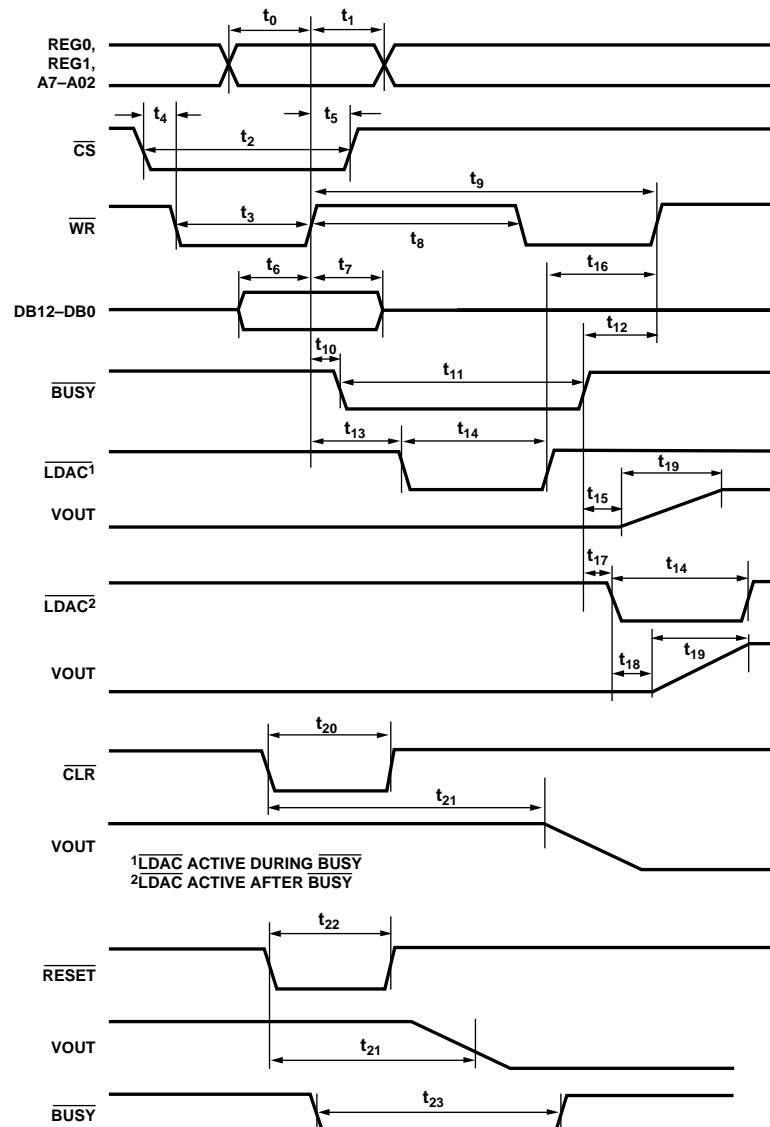 t0 t1
REG0,
REG1,
A7–A02
t4 t5
t2
CS
t9
t3
WR
t8
t6 t7 t16
DB12–DB0
t12
t10
t11
BUSY
t13 t14
LDAC1
t19
t15
VOUT
t17 t14
LDAC2
t18 t19
VOUT
t20
CLR
t21
VOUT
1LDAC ACTIVE DURING BUSY
2LDAC ACTIVE AFTER BUSY
t22
RESET
VOUT
t21
t23
BUSY